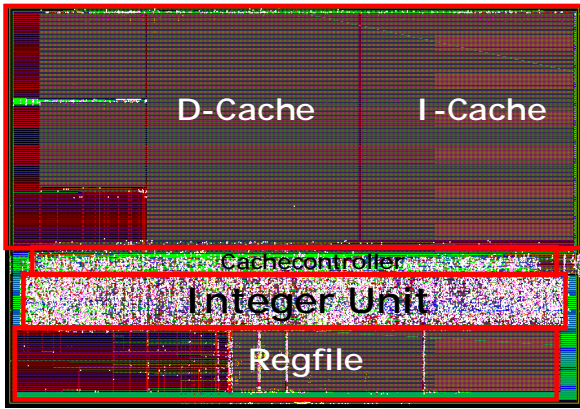 D-Cache I-Cache
Cachecontroller
Integer Unit
Regfile